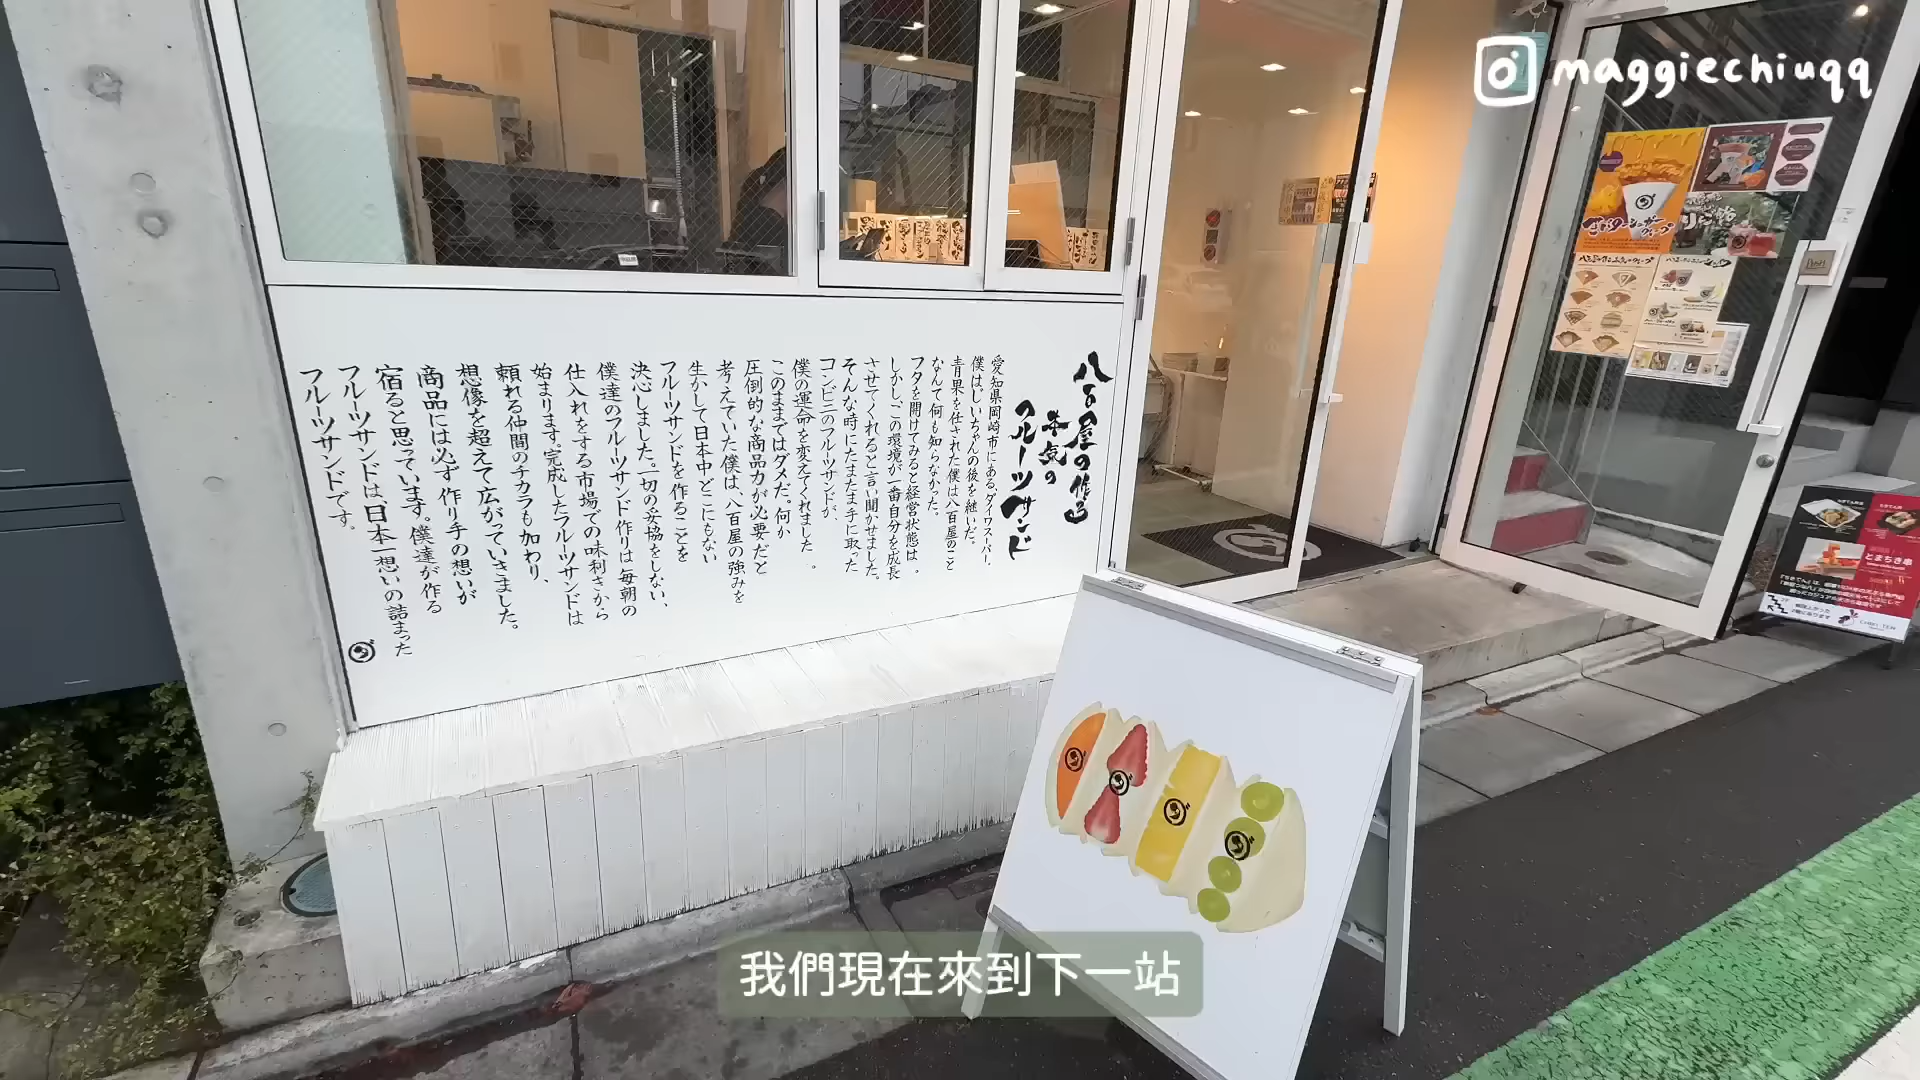 maggiechiuqq
八百屋の作る
本気の
フルーツサンド
愛知県岡崎市にある、ダイワスーパー。
僕は、じいちゃんの後を継いだ。
青果を任された僕は八百屋のこと
なんて何も知らなかった。
フタを開けてみると経営状態は 。
しかし、この環境が一番自分を成長
させてくれると言い聞かせました。
そんな時にたまたま手に取った
コンビニのフルーツサンドが、
僕の運命を変えてくれました 。
このままではダメだ。何か
圧倒的な商品力が必要だと
考えていた僕は、八百屋の強みを
生かして日本中どこにもない
フルーツサンドを作ることを
決心しました。一切の妥協をしない、
僕達のフルーツサンド作りは毎朝の
仕入れをする市場での味利きから
始まります。完成したフルーツサンドは
頼れる仲間のチカラも加わり、
想像を超えて広がっていきました。
商品には必ず作り手の想いが
宿ると思っています。僕達が作る
フルーツサンドは、日本一想いの詰まった
フルーツサンドです。
PUSH
とまちき串
我們現在來到下一站